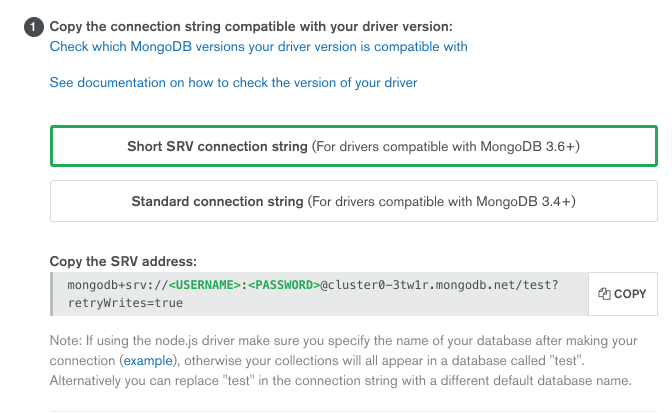 1 Copy the connection string compatible with your driver version:
Check which MongoDB versions your driver version is compatible with
See documentation on how to check the version of your driver
Short SRV connection string (For drivers compatible with MongoDB 3.6+)
Standard connection string (For drivers compatible with MongoDB 3.4+)
Copy the SRV address:
mongodb+srv://<USERNAME>:<PASSWORD>@cluster0-3tw1r.mongodb.net/test?
retryWrites=true
COPY
Note: If using the node.js driver make sure you specify the name of your database after making your
connection (example), otherwise your collections will all appear in a database called "test".
Alternatively you can replace "test" in the connection string with a different default database name.